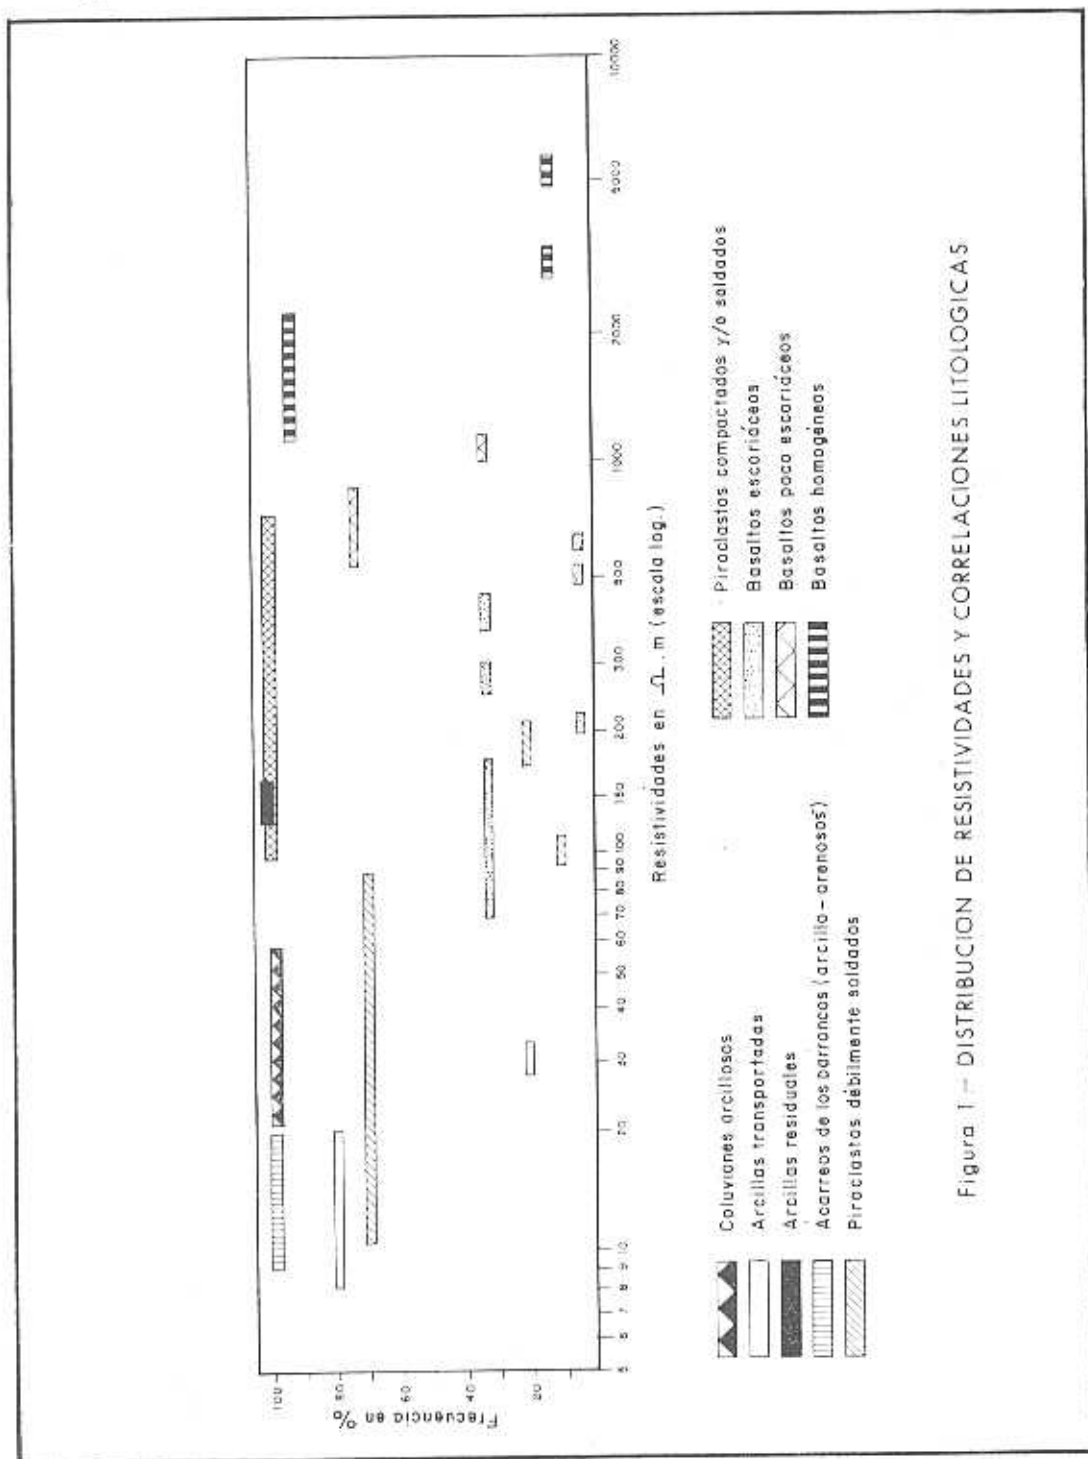 Frecuencia en %
100
80
60
40
20
5 6 7 8 9 10 20 30 40 50 60 70 80 90 100 150 200 300 500 1000 2000 5000 10000
Resistividades en Ω.m (escala log.)
Coluviones arcillosos
Arcillas transportadas
Arcillas residuales
Acarreos de los barrancos (arcillo-arenosos)
Piroclastos débilmente soldados
Piroclastos compactados y/o soldados
Basaltos escoriáceos
Basaltos poco escoriáceos
Basaltos homogéneos
Figura 1 - DISTRIBUCION DE RESISTIVIDADES Y CORRELACIONES LITOLOGICAS